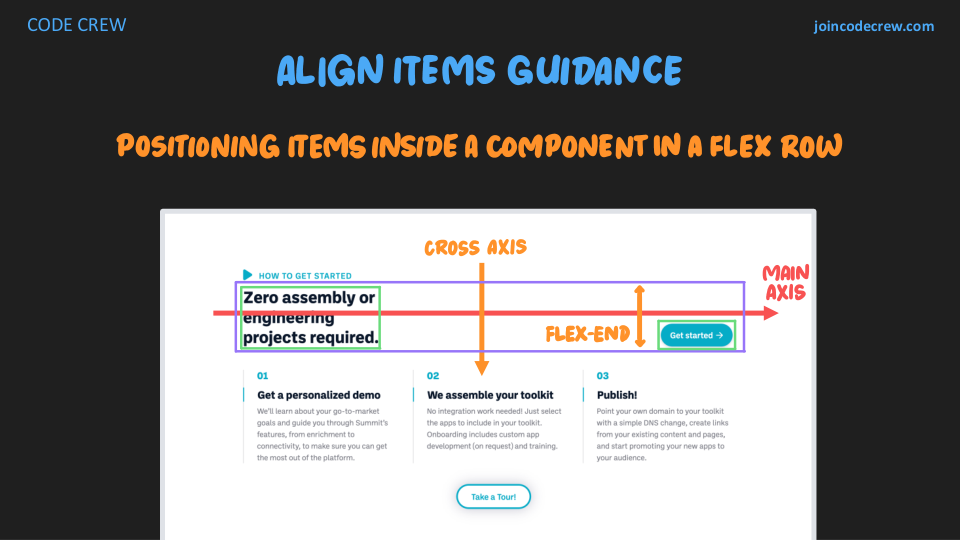 CODE CREW
joincodecrew.com
ALIGN ITEMS GUIDANCE
POSITIONING ITEMS INSIDE A COMPONENT IN A FLEX ROW
CROSS AXIS
MAIN
AXIS
HOW TO GET STARTED
Zero assembly or
engineering
projects required.
FLEX-END
Get started →
01
Get a personalized demo
We'll learn about your go-to-market
goals and guide you through Summit's
features, from enrichment to
connectivity, to make sure you can get
the most out of the platform.
02
We assemble your toolkit
No integration work needed! Just select
the apps to include in your toolkit.
Onboarding includes custom app
development (on request) and training.
03
Publish!
Point your own domain to your toolkit
with a simple DNS change, create links
from your existing content and pages,
and start promoting your new apps to
your audience.
Take a Tour!